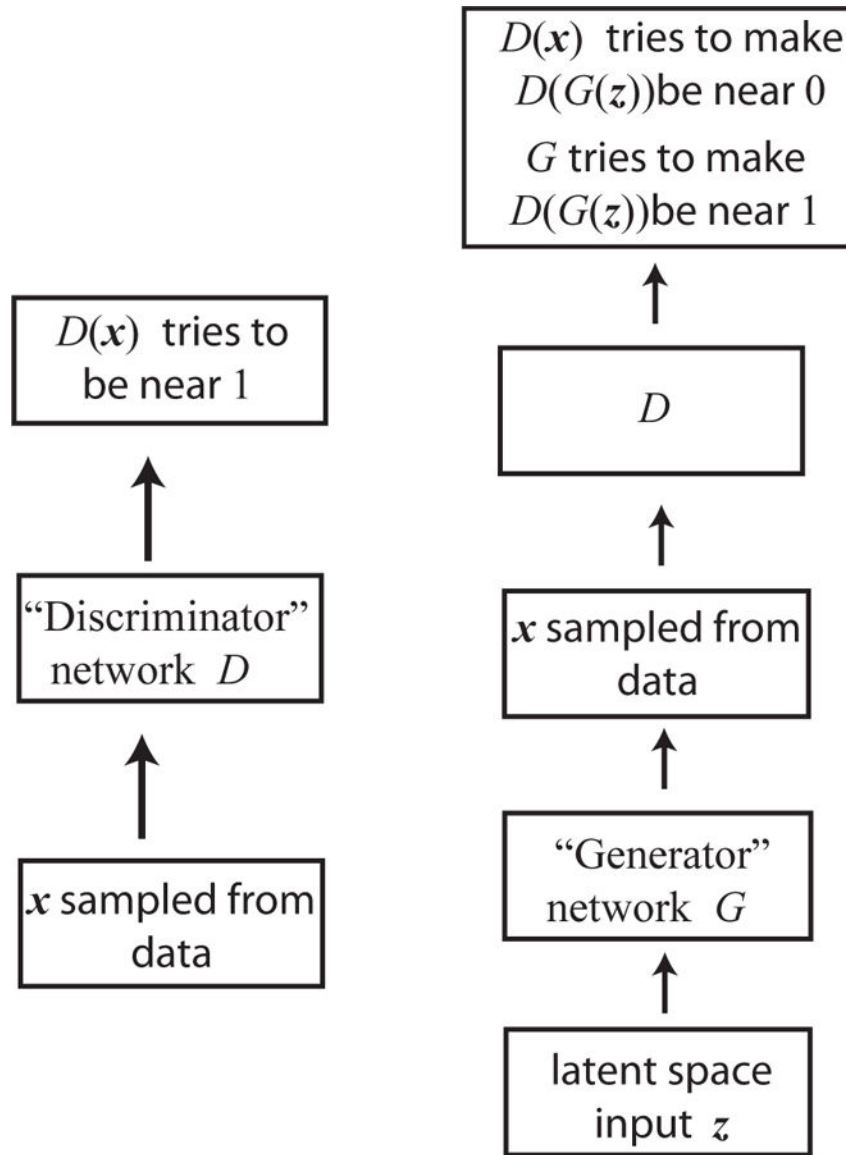 D(x) tries to be near 1
“Discriminator”
network D
x sampled from
data
D(x) tries to make
D(G(z))be near 0
G tries to make
D(G(z))be near 1
D
x sampled from
data
“Generator”
network G
latent space
input z